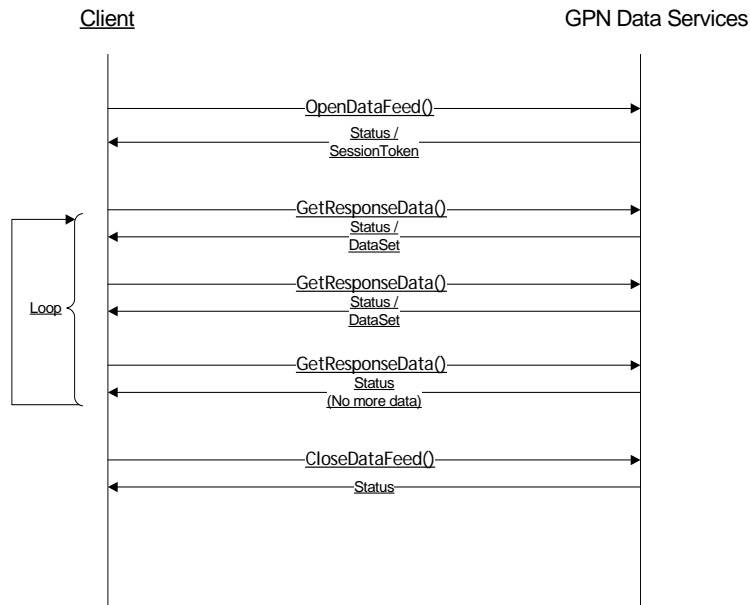 Client
GPN Data Services
OpenDataFeed()
Status /
SessionToken
GetResponseData()
Status /
DataSet
GetResponseData()
Status /
DataSet
Loop
GetResponseData()
Status
(No more data)
CloseDataFeed()
Status